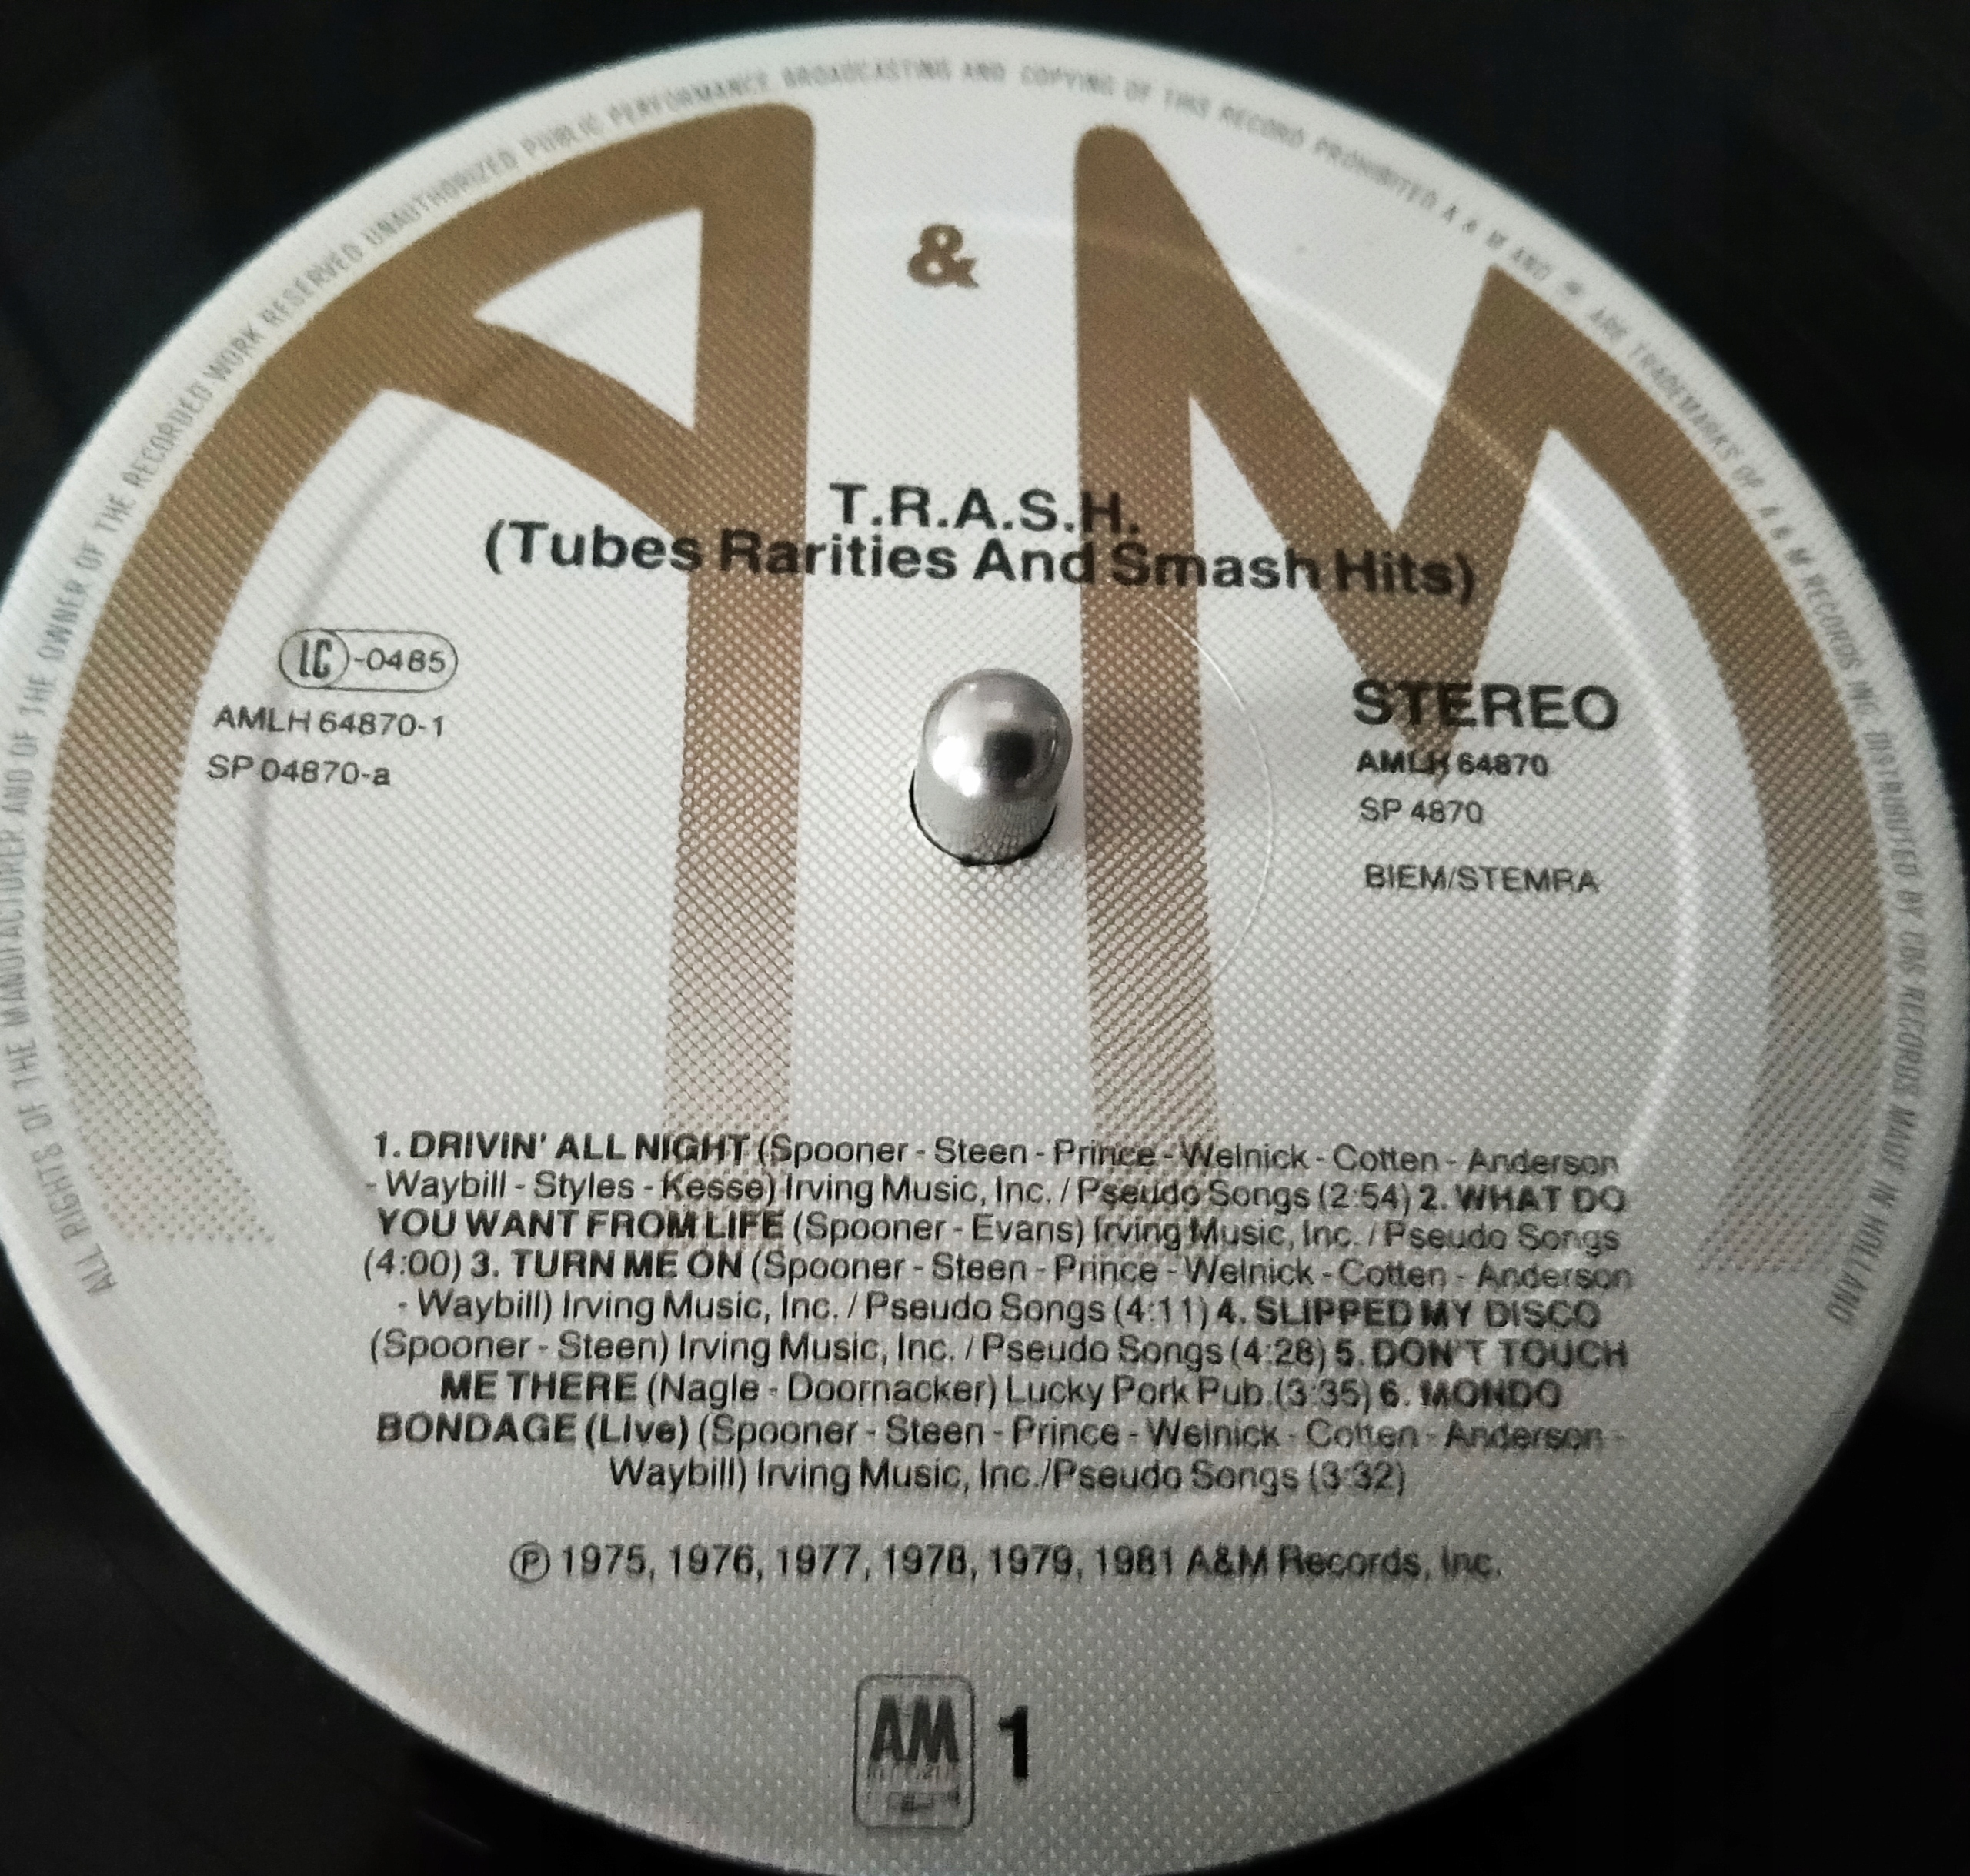 ALL RIGHTS OF THE MANUFACTURER AND OF THE OWNER OF THE RECORDED WORK RESERVED UNAUTHORIZED PUBLIC PERFORMANCE BROADCASTING AND COPYING OF THIS RECORD PROHIBITED A & M AND ARE TRADEMARKS OF A & M RECORDS INC. DISTRIBUTED BY CBS RECORDS MADE IN HOLLAND
A & M
T.R.A.S.H.
(Tubes Rarities And Smash Hits)
LC-0485
AMLH 64870-1
SP 04870-a
STEREO
AMLH 64870
SP 4870
BIEM/STEMRA
1. DRIVIN' ALL NIGHT (Spooner - Steen - Prince - Welnick - Cotten - Anderson
- Waybill - Styles - Kesse) Irving Music, Inc. / Pseudo Songs (2:54) 2. WHAT DO
YOU WANT FROM LIFE (Spooner - Evans) Irving Music, Inc. / Pseudo Songs
(4:00) 3. TURN ME ON (Spooner - Steen - Prince - Welnick - Cotten - Anderson
- Waybill) Irving Music, Inc. / Pseudo Songs (4:11) 4. SLIPPED MY DISCO
(Spooner - Steen) Irving Music, Inc. / Pseudo Songs (4:28) 5. DON'T TOUCH
ME THERE (Nagle - Doornacker) Lucky Pork Pub. (3:35) 6. MONDO
BONDAGE (Live) (Spooner - Steen - Prince - Welnick - Cotten - Anderson -
Waybill) Irving Music, Inc./Pseudo Songs (3:32)
℗ 1975, 1976, 1977, 1978, 1979, 1981 A&M Records, Inc.
AM 1